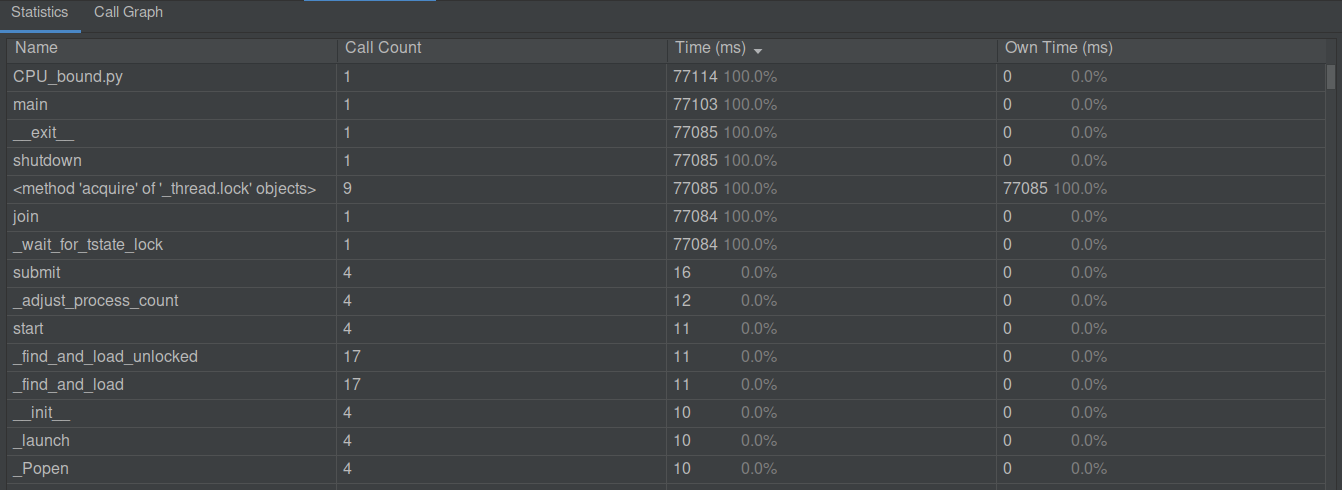 Statistics Call Graph
Name Call Count Time (ms) Own Time (ms)
CPU_bound.py 1 77114 100.0% 0 0.0%
main 1 77103 100.0% 0 0.0%
__exit__ 1 77085 100.0% 0 0.0%
shutdown 1 77085 100.0% 0 0.0%
<method 'acquire' of '_thread.lock' objects> 9 77085 100.0% 77085 100.0%
join 1 77084 100.0% 0 0.0%
_wait_for_tstate_lock 1 77084 100.0% 0 0.0%
submit 4 16 0.0% 0 0.0%
_adjust_process_count 4 12 0.0% 0 0.0%
start 4 11 0.0% 0 0.0%
_find_and_load_unlocked 17 11 0.0% 0 0.0%
_find_and_load 17 11 0.0% 0 0.0%
__init__ 4 10 0.0% 0 0.0%
_launch 4 10 0.0% 0 0.0%
_Popen 4 10 0.0% 0 0.0%